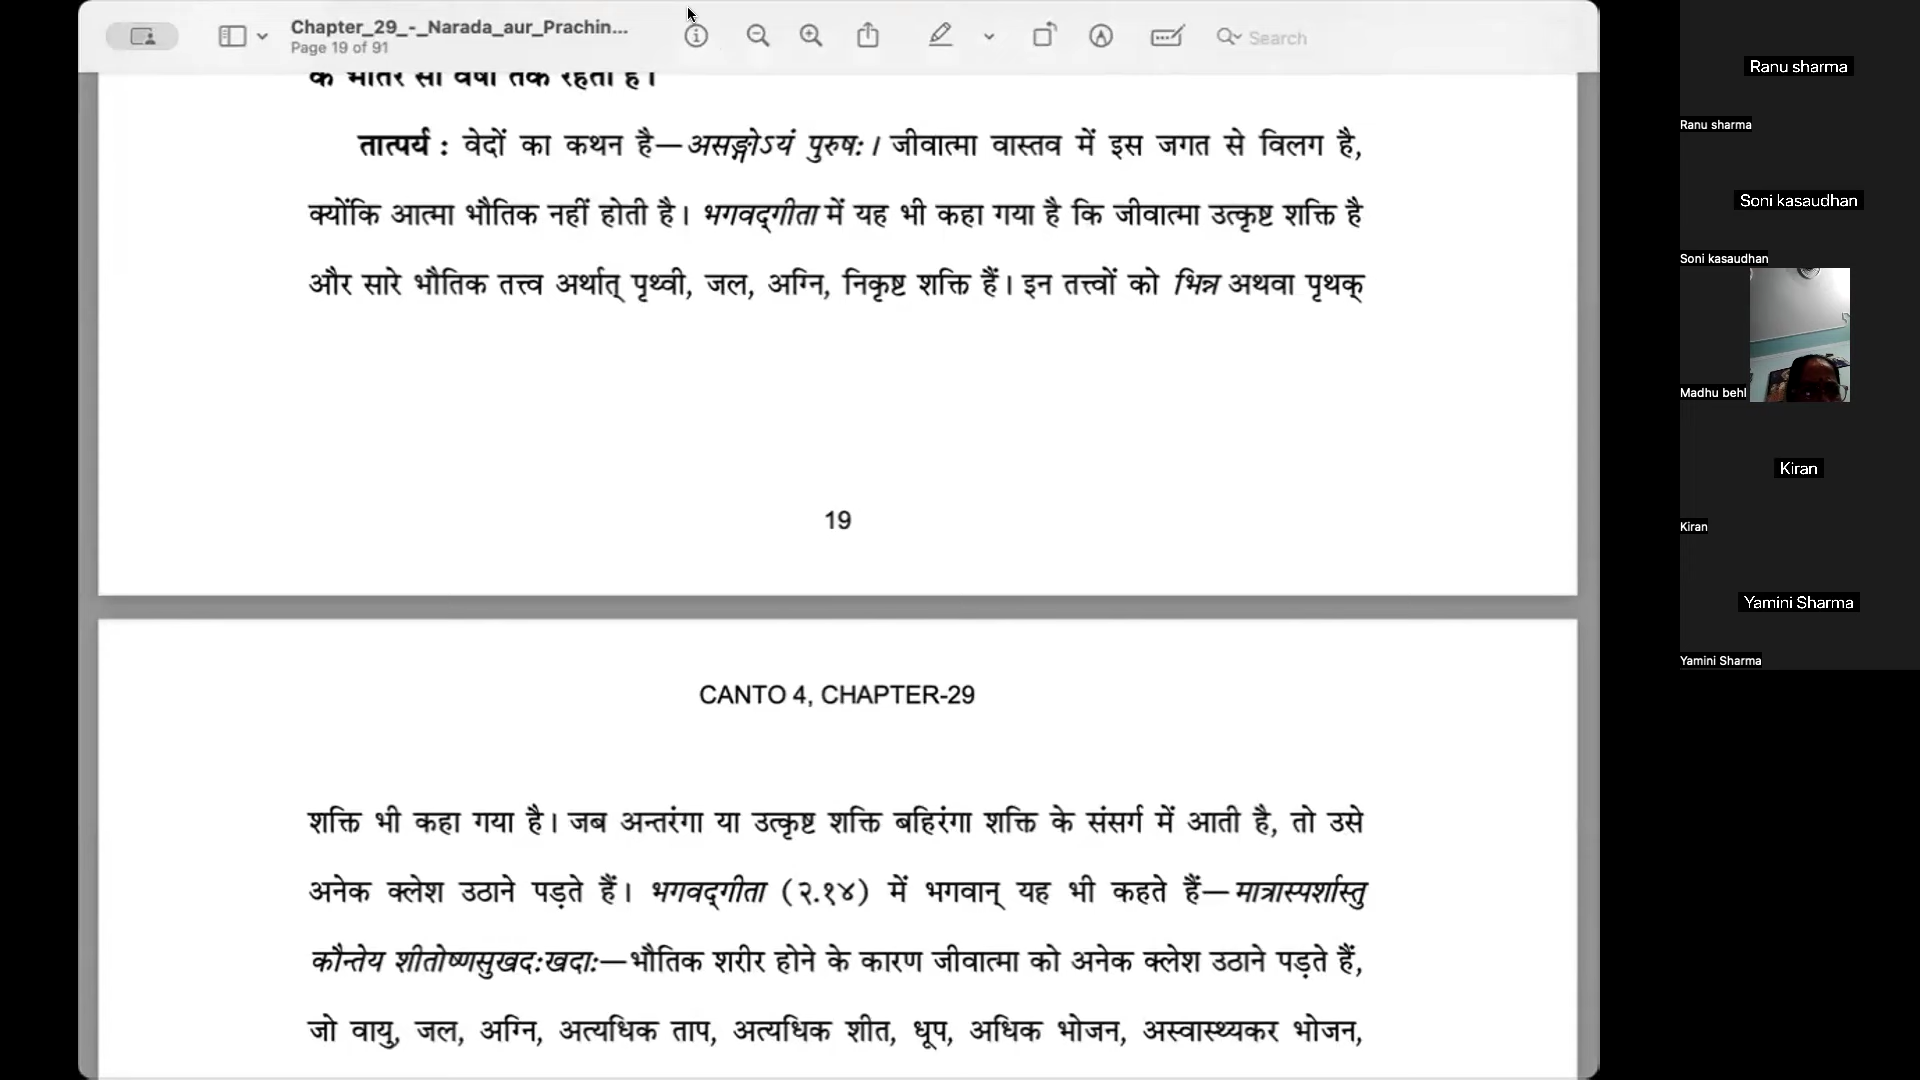 Chapter_29_-_Narada_aur_Prachin...
Page 19 of 91
Search
के भीतर सौ वर्षों तक रहता है।
तात्पर्य : वेदों का कथन है—असङ्गोऽयं पुरुषः। जीवात्मा वास्तव में इस जगत से विलग है,
क्योंकि आत्मा भौतिक नहीं होती है। भगवद्गीता में यह भी कहा गया है कि जीवात्मा उत्कृष्ट शक्ति है
और सारे भौतिक तत्त्व अर्थात् पृथ्वी, जल, अग्नि, निकृष्ट शक्ति हैं। इन तत्त्वों को भिन्न अथवा पृथक्
19
CANTO 4, CHAPTER-29
शक्ति भी कहा गया है। जब अन्तरंगा या उत्कृष्ट शक्ति बहिरंगा शक्ति के संसर्ग में आती है, तो उसे
अनेक क्लेश उठाने पड़ते हैं। भगवद्गीता (२.१४) में भगवान् यह भी कहते हैं—मात्रास्पर्शास्तु
कौन्तेय शीतोष्णसुखदःखदाः—भौतिक शरीर होने के कारण जीवात्मा को अनेक क्लेश उठाने पड़ते हैं,
जो वायु, जल, अग्नि, अत्यधिक ताप, अत्यधिक शीत, धूप, अधिक भोजन, अस्वास्थ्यकर भोजन,
Ranu sharma
Ranu sharma
Soni kasaudhan
Soni kasaudhan
Madhu behl
Kiran
Kiran
Yamini Sharma
Yamini Sharma